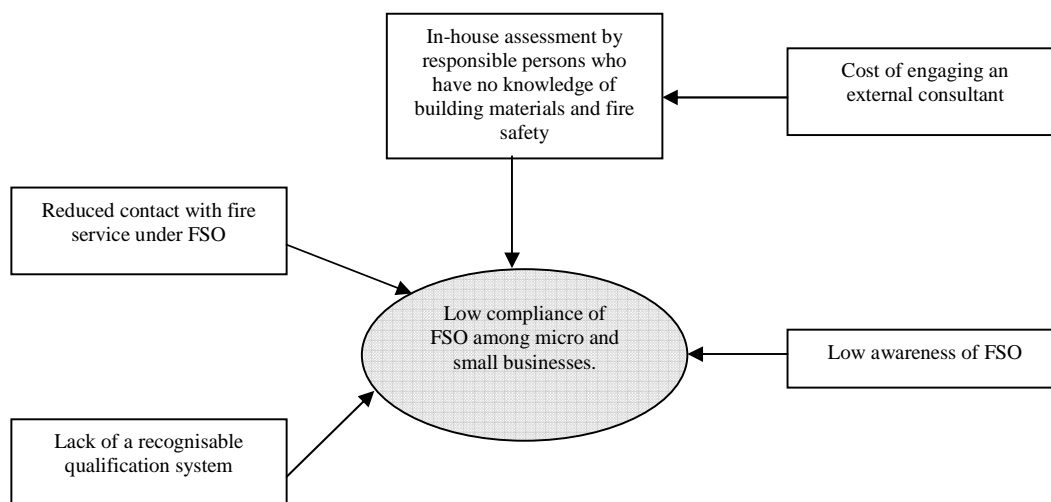 In-house assessment by
responsible persons who
have no knowledge of
building materials and fire
safety
Cost of engaging an
external consultant
Reduced contact with fire
service under FSO
Low compliance of
FSO among micro and
small businesses.
Low awareness of FSO
Lack of a recognisable
qualification system